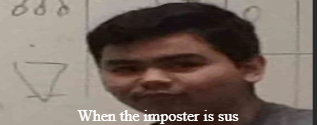 When the imposter is sus